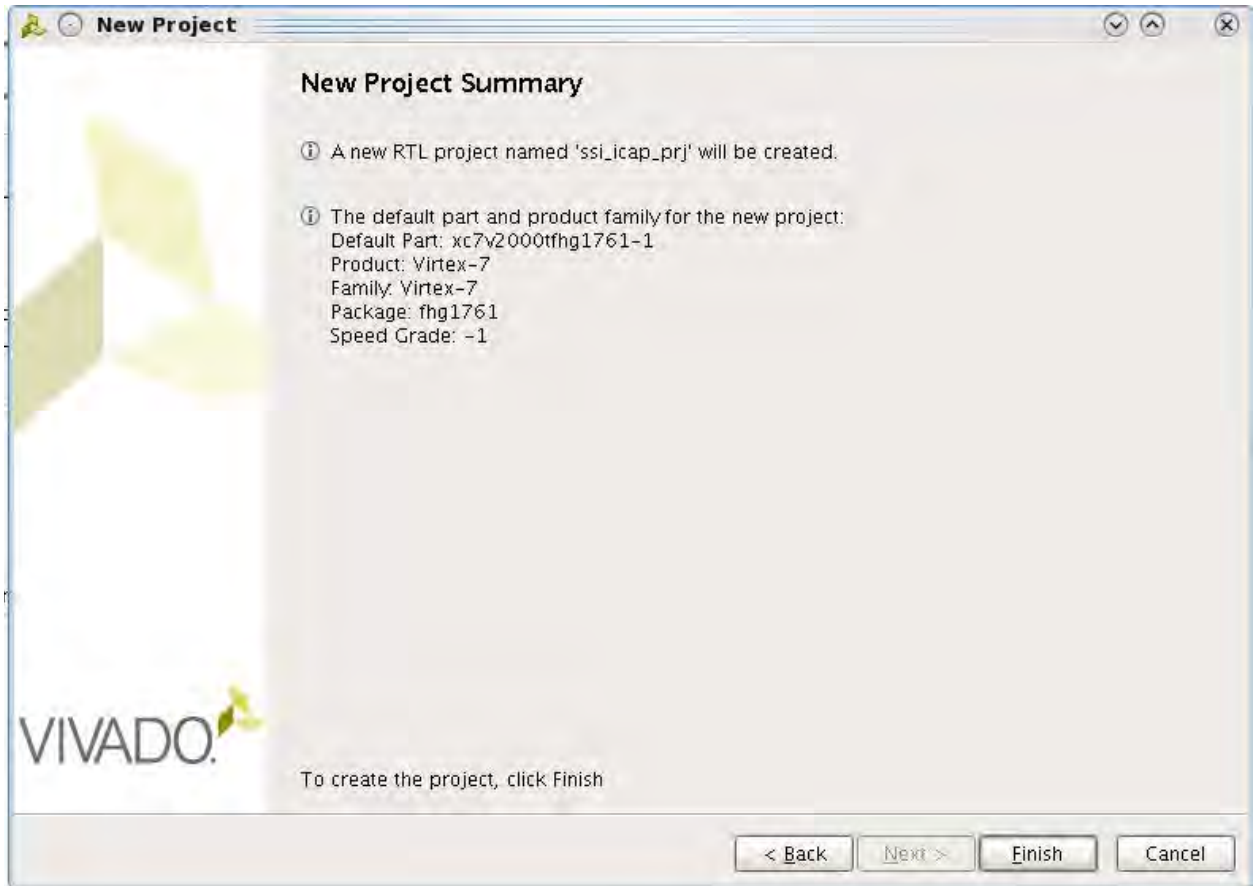 New Project
New Project Summary
A new RTL project named 'ssi_icap_prj' will be created.
The default part and product family for the new project:
Default Part: xc7v2000tfhg1761-1
Product: Virtex-7
Family: Virtex-7
Package: fhg1761
Speed Grade: -1
VIVADO.
To create the project, click Finish
< Back
Next >
Finish
Cancel